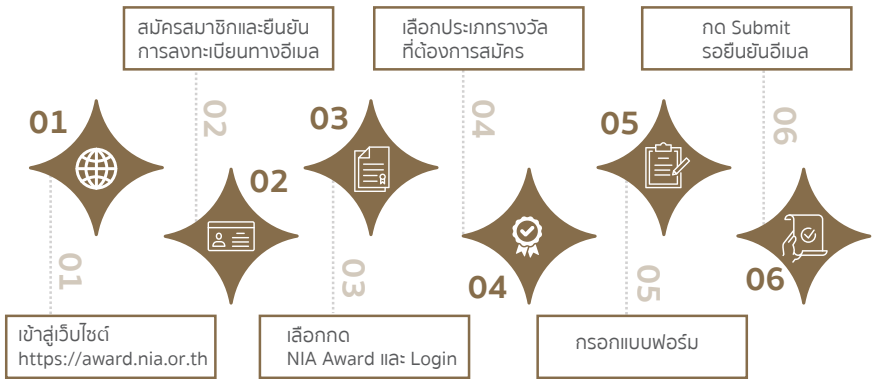 สมัครสมาชิกและยืนยัน
การลงทะเบียนทางอีเมล
เลือกประเภทรางวัล
ที่ต้องการสมัคร
กด Submit
รอยืนยันอีเมล
01
02
03
04
05
06
01
02
03
04
05
06
เข้าสู่เว็บไซต์
https://award.nia.or.th
เลือกกด
NIA Award และ Login
กรอกแบบฟอร์ม